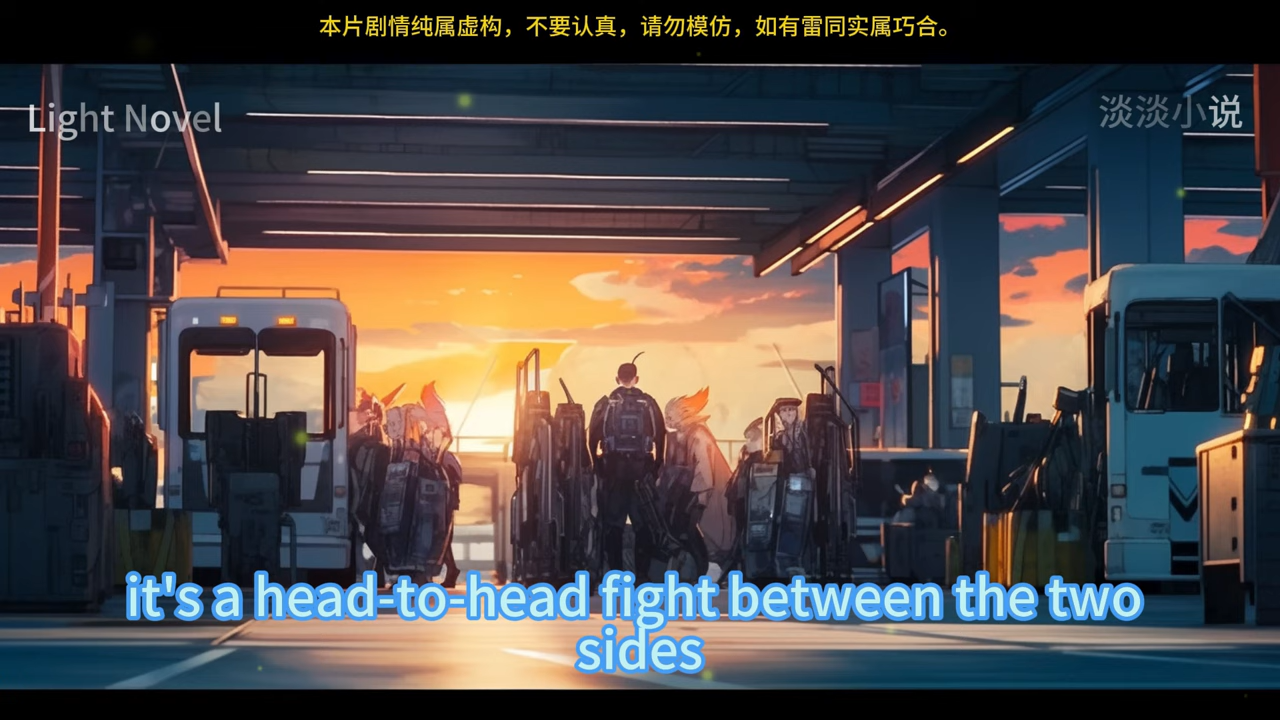 本片剧情纯属虚构，不要认真，请勿模仿，如有雷同实属巧合。
Light Novel
淡淡小说
it's a head-to-head fight between the two
sides